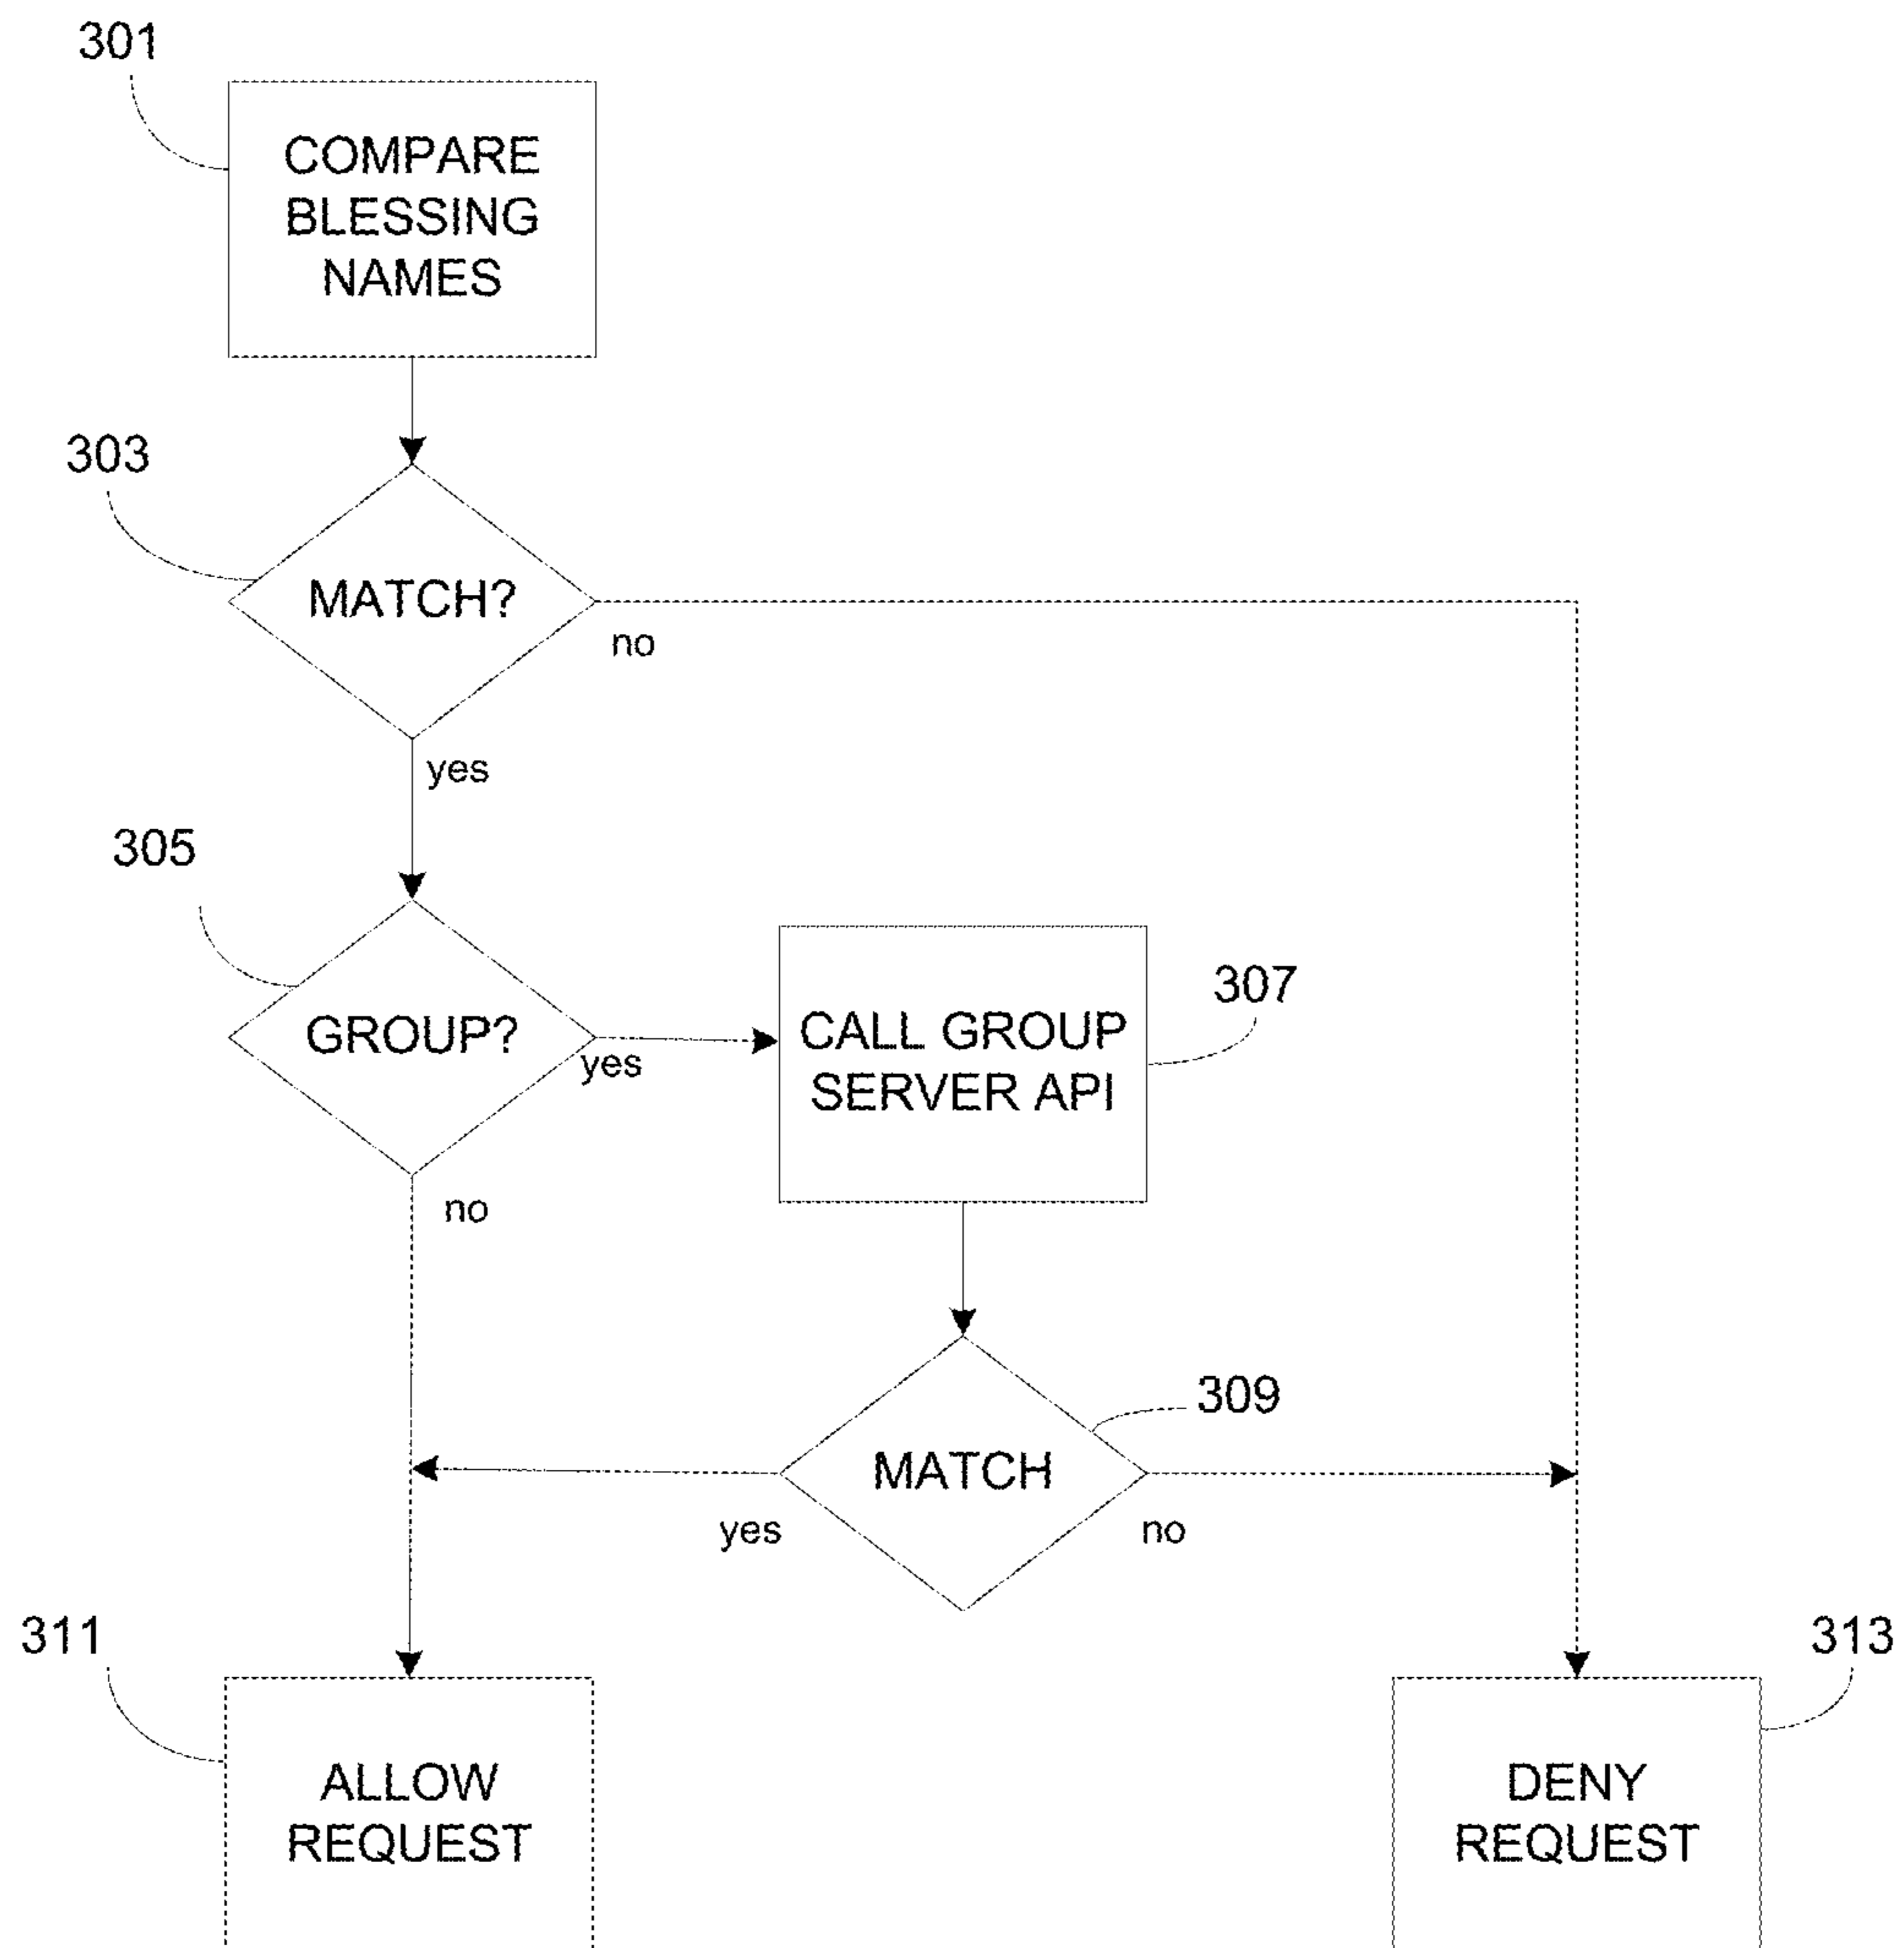 301
COMPARE
BLESSING
NAMES
303
MATCH?
no
yes
305
GROUP?
yes
no
307
CALL GROUP
SERVER API
309
MATCH
yes
no
311
ALLOW
REQUEST
313
DENY
REQUEST